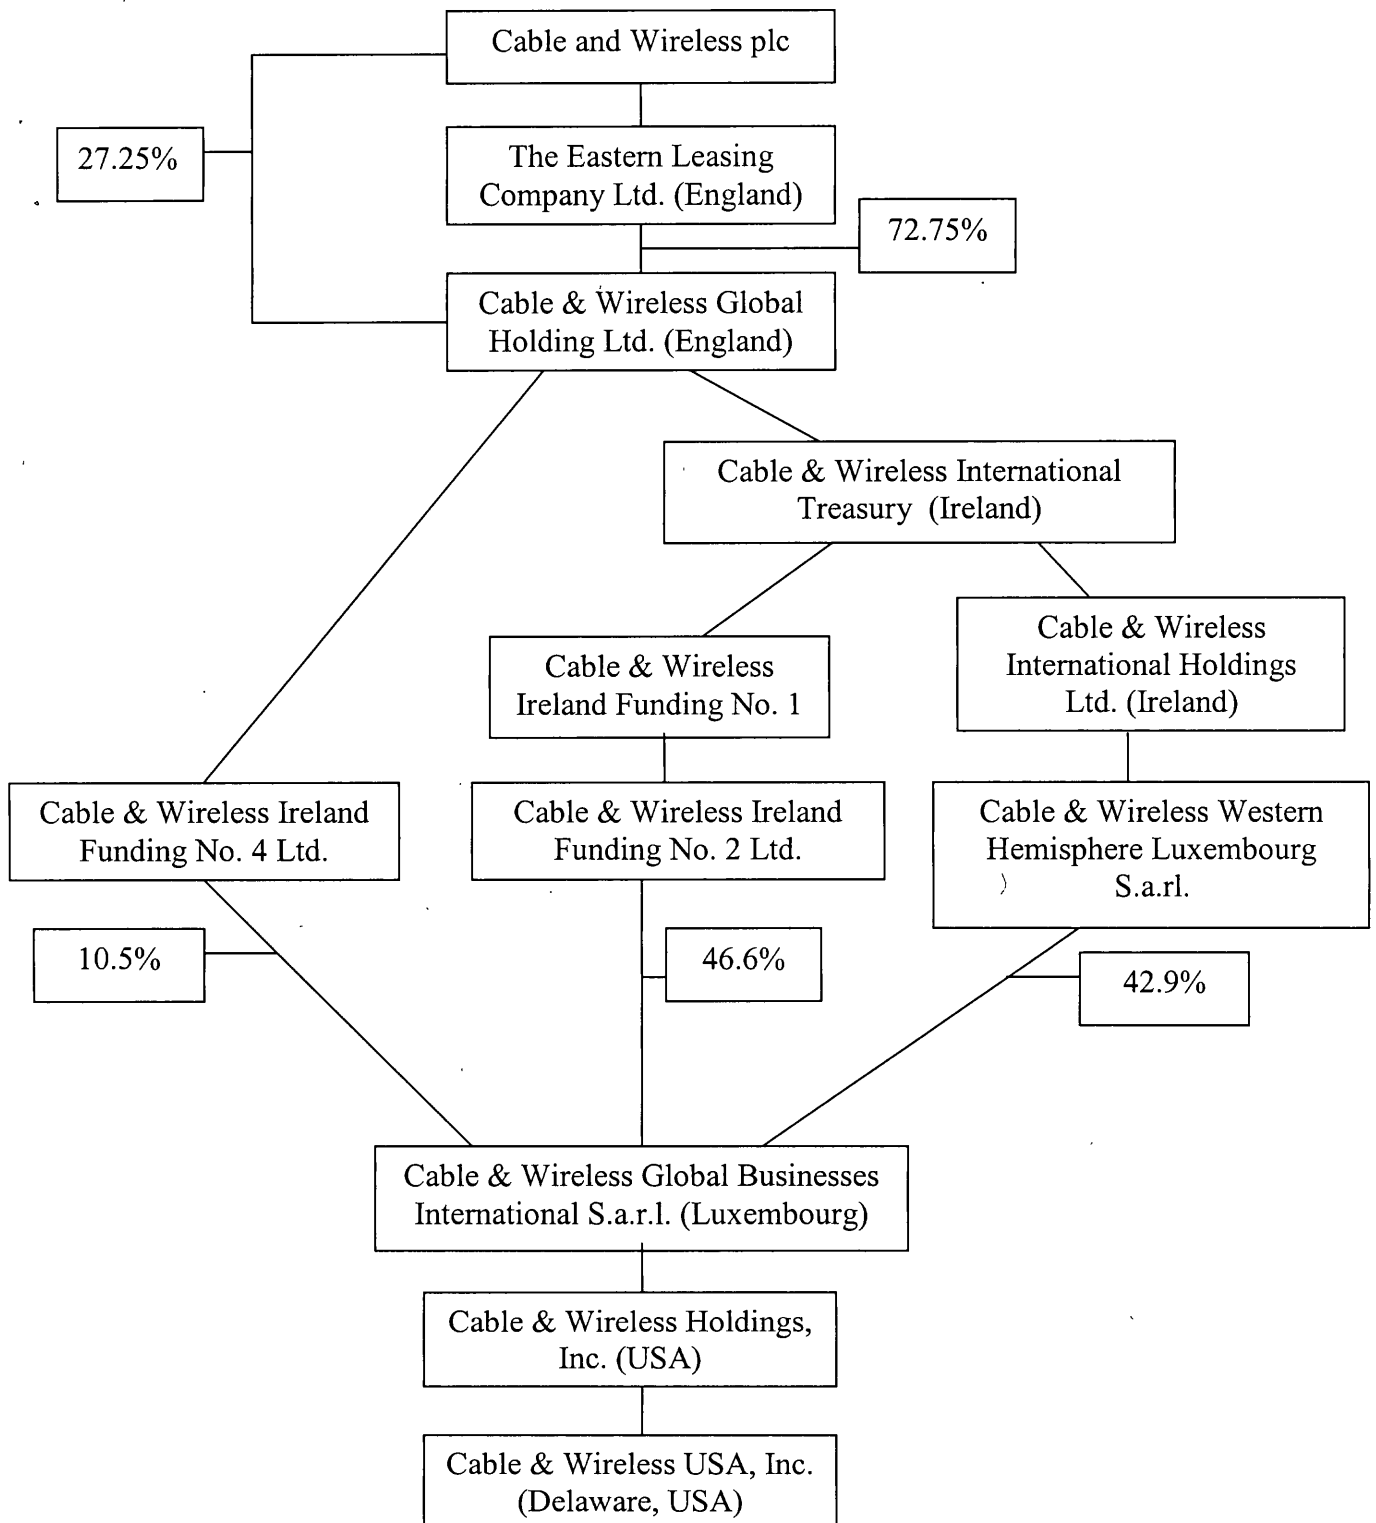 Cable and Wireless plc
27.25%
The Eastern Leasing
Company Ltd. (England)
72.75%
Cable & Wireless Global
Holding Ltd. (England)
Cable & Wireless International
Treasury (Ireland)
Cable & Wireless
International Holdings
Ltd. (Ireland)
Cable & Wireless
Ireland Funding No. 1
Cable & Wireless Ireland
Funding No. 4 Ltd.
Cable & Wireless Ireland
Funding No. 2 Ltd.
Cable & Wireless Western
Hemisphere Luxembourg
S.a.rl.
10.5%
46.6%
42.9%
Cable & Wireless Global Businesses
International S.a.r.l. (Luxembourg)
Cable & Wireless Holdings,
Inc. (USA)
Cable & Wireless USA, Inc.
(Delaware, USA)